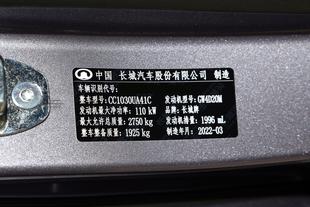 中国 长城汽车股份有限公司 制造
车辆识别代号:
整车型号: CC1030UA41C 发动机型号: GW4D20M
发动机最大净功率: 110 kW 品牌: 长城牌
最大允许总质量: 2750 kg 发动机排量: 1996 mL
整车整备质量: 1925 kg 制造年月: 2022-03